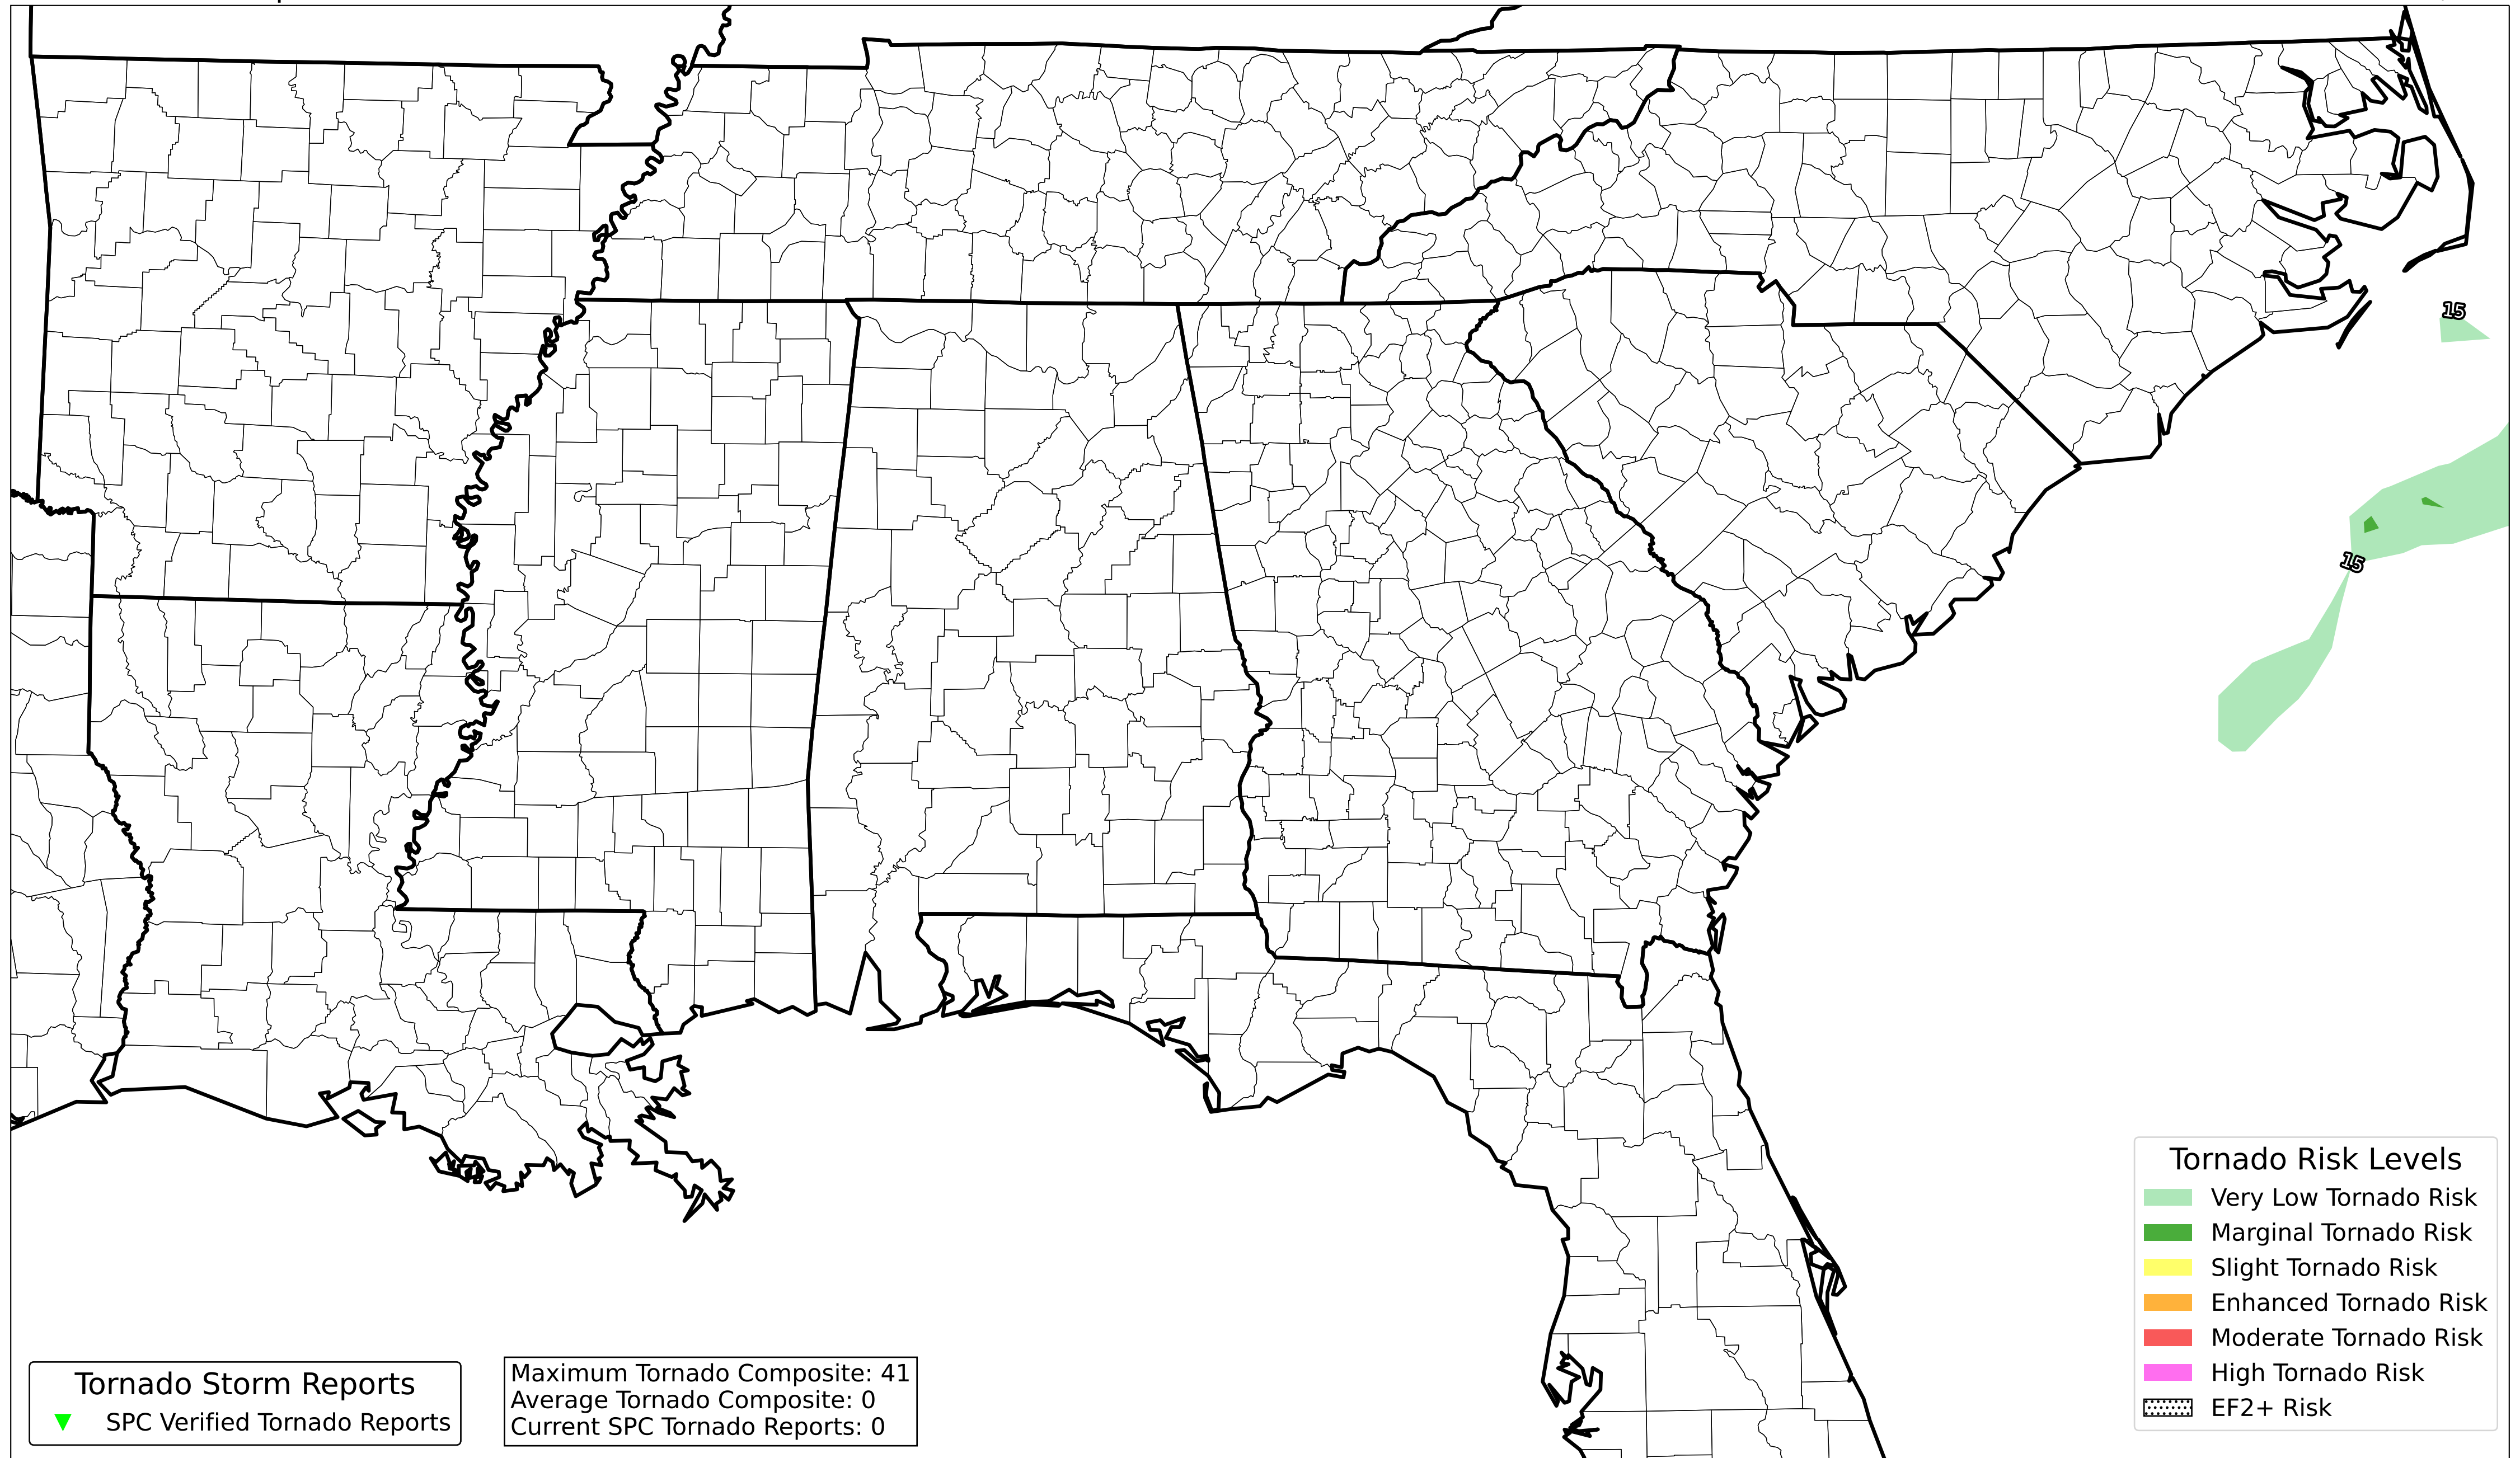 15
15
Tornado Risk Levels
Very Low Tornado Risk
Marginal Tornado Risk
Slight Tornado Risk
Enhanced Tornado Risk
Moderate Tornado Risk
High Tornado Risk
EF2+ Risk
Tornado Storm Reports
SPC Verified Tornado Reports
Maximum Tornado Composite: 41
Average Tornado Composite: 0
Current SPC Tornado Reports: 0